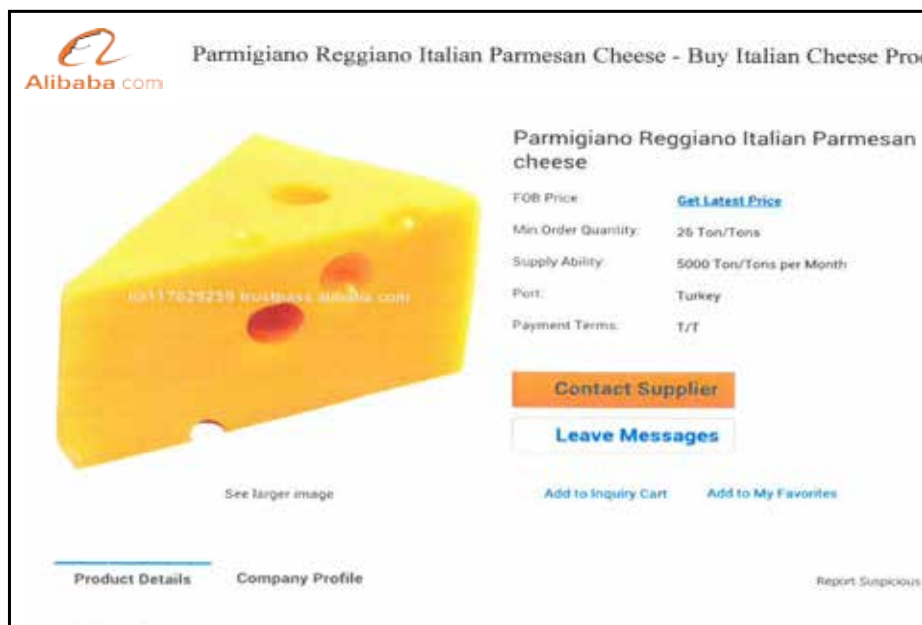 Alibaba.com
Parmigiano Reggiano Italian Parmesan Cheese - Buy Italian Cheese Pro
Parmigiano Reggiano Italian Parmesan
cheese
FOB Price
Get Latest Price
Min Order Quantity:
26 Ton/Tons
Supply Ability:
5000 Ton/Tons per Month
Port:
Turkey
Payment Terms:
T/T
trustpass.alibaba.com
Contact Supplier
Leave Messages
See larger image
Add to Inquiry Cart
Add to My Favorites
Product Details
Company Profile
Report Suspicious